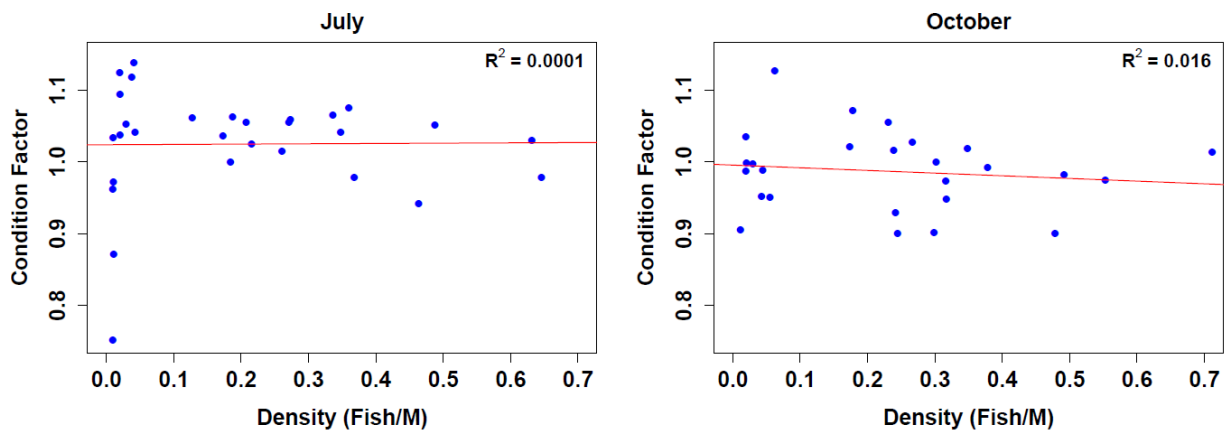 July
R² = 0.0001
Condition Factor
1.1
1.0
0.9
0.8
0.0 0.1 0.2 0.3 0.4 0.5 0.6 0.7
Density (Fish/M)
October
R² = 0.016
Condition Factor
1.1
1.0
0.9
0.8
0.0 0.1 0.2 0.3 0.4 0.5 0.6 0.7
Density (Fish/M)